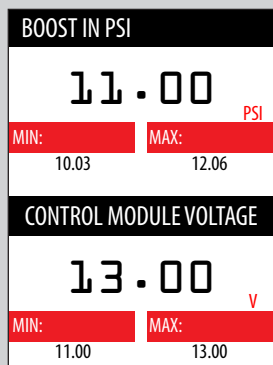 BOOST IN PSI
11.00
PSI
MIN: MAX:
10.03 12.06
CONTROL MODULE VOLTAGE
13.00
V
MIN: MAX:
11.00 13.00